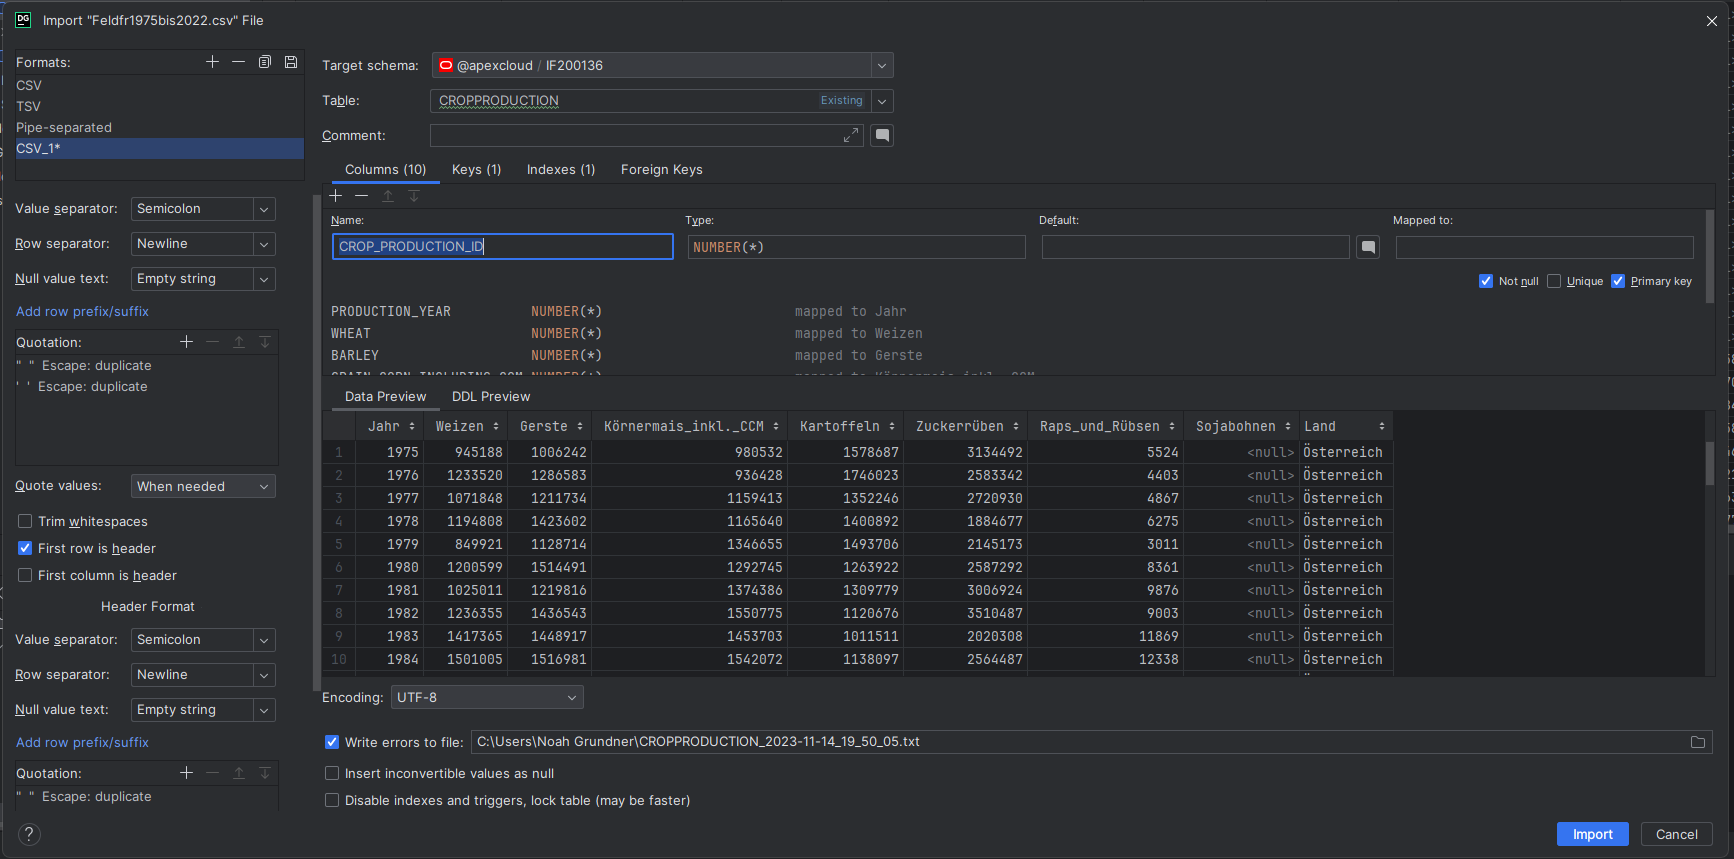 DG Import "Feldfr1975bis2022.csv" File
Formats:
CSV
TSV
Pipe-separated
CSV_1*
Value separator: Semicolon
Row separator: Newline
Null value text: Empty string
Add row prefix/suffix
Quotation:
" " Escape: duplicate
' ' Escape: duplicate
Quote values: When needed
Trim whitespaces
First row is header
First column is header
Header Format
Value separator: Semicolon
Row separator: Newline
Null value text: Empty string
Add row prefix/suffix
Quotation:
" " Escape: duplicate
?
Target schema: @apexcloud / IF200136
Table: CROPPRODUCTION Existing
Comment:
Columns (10) Keys (1) Indexes (1) Foreign Keys
Name: Type: Default: Mapped to:
CROP_PRODUCTION_ID NUMBER(*)
Not null Unique Primary key
PRODUCTION_YEAR NUMBER(*) mapped to Jahr
WHEAT NUMBER(*) mapped to Weizen
BARLEY NUMBER(*) mapped to Gerste
GRAIN_CORN_INCLUDING_CCM NUMBER(*) mapped to Körnermais_inkl._CCM
Data Preview DDL Preview
Jahr Weizen Gerste Körnermais_inkl._CCM Kartoffeln Zuckerrüben Raps_und_Rübsen Sojabohnen Land
1 1975 945188 1006242 980532 1578687 3134492 5524 <null> Österreich
2 1976 1233520 1286583 936428 1746023 2583342 4403 <null> Österreich
3 1977 1071848 1211734 1159413 1352246 2720930 4867 <null> Österreich
4 1978 1194808 1423602 1165640 1400892 1884677 6275 <null> Österreich
5 1979 849921 1128714 1346655 1493706 2145173 3011 <null> Österreich
6 1980 1200599 1514491 1292745 1263922 2587292 8361 <null> Österreich
7 1981 1025011 1219816 1374386 1309779 3006924 9876 <null> Österreich
8 1982 1236355 1436543 1550775 1120676 3510487 9003 <null> Österreich
9 1983 1417365 1448917 1453703 1011511 2020308 11869 <null> Österreich
10 1984 1501005 1516981 1542072 1138097 2564487 12338 <null> Österreich
Encoding: UTF-8
Write errors to file: C:\Users\Noah Grundner\CROPPRODUCTION_2023-11-14_19_50_05.txt
Insert inconvertible values as null
Disable indexes and triggers, lock table (may be faster)
Import Cancel